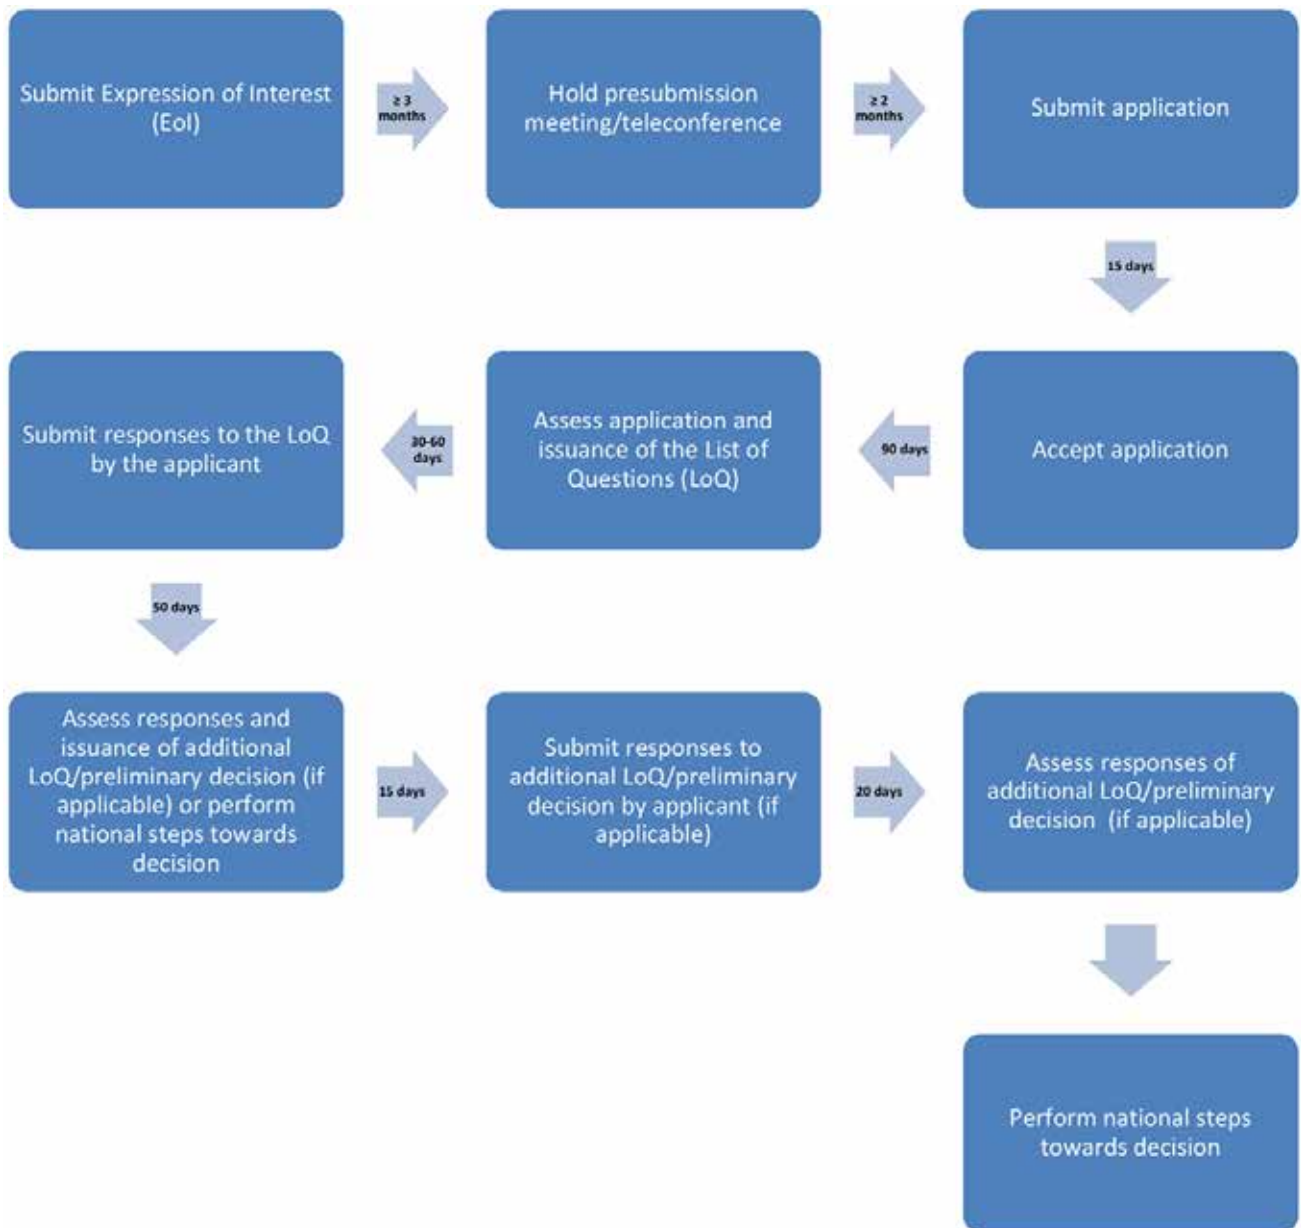 Submit Expression of Interest
(EoI)
≥ 3
months
Hold presubmission
meeting/teleconference
≥ 2
months
Submit application
15 days
Accept application
90 days
Assess application and
issuance of the List of
Questions (LoQ)
30-60
days
Submit responses to the LoQ
by the applicant
50 days
Assess responses and
issuance of additional
LoQ/preliminary decision (if
applicable) or perform
national steps towards
decision
15 days
Submit responses to
additional LoQ/preliminary
decision by applicant (if
applicable)
20 days
Assess responses of
additional LoQ/preliminary
decision (if applicable)
Perform national steps
towards decision